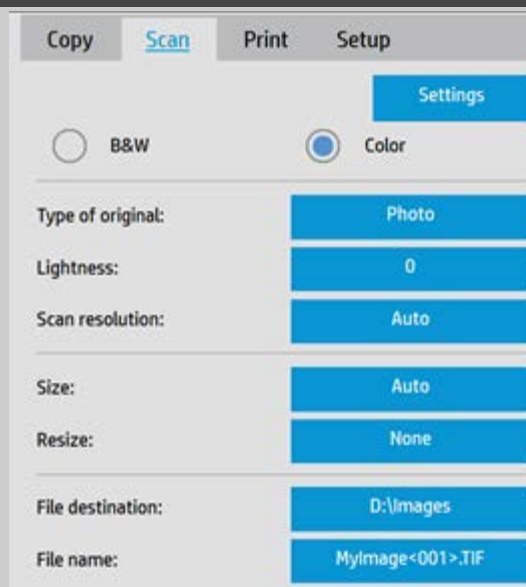 Copy Scan Print Setup
Settings
B&W Color
Type of original: Photo
Lightness: 0
Scan resolution: Auto
Size: Auto
Resize: None
File destination: D:\Images
File name: MyImage<001>.TIF